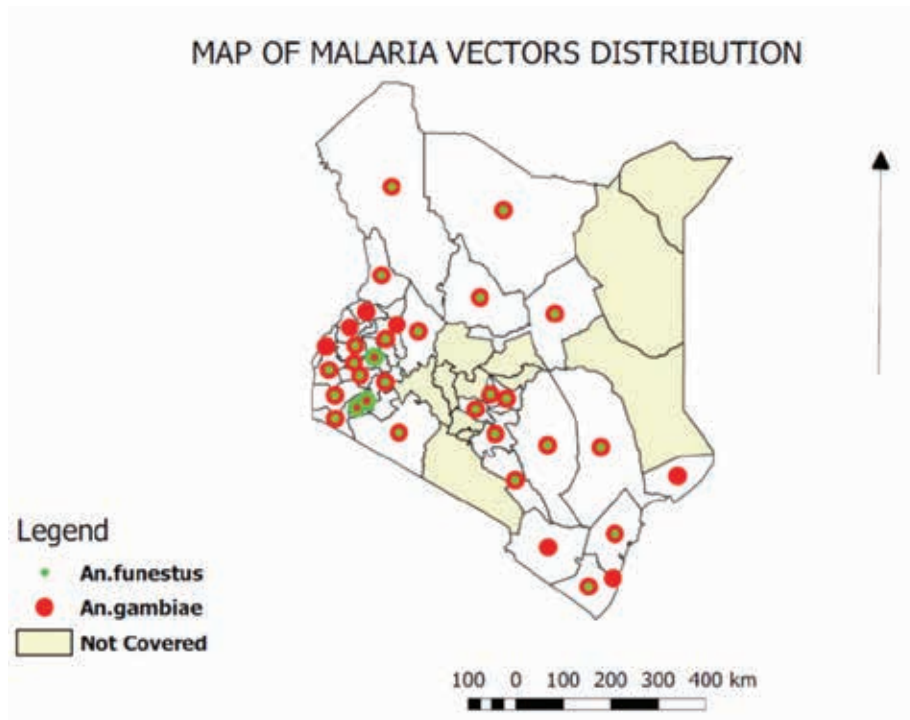 MAP OF MALARIA VECTORS DISTRIBUTION
Legend
An.funestus
An.gambiae
Not Covered
100 0 100 200 300 400 km